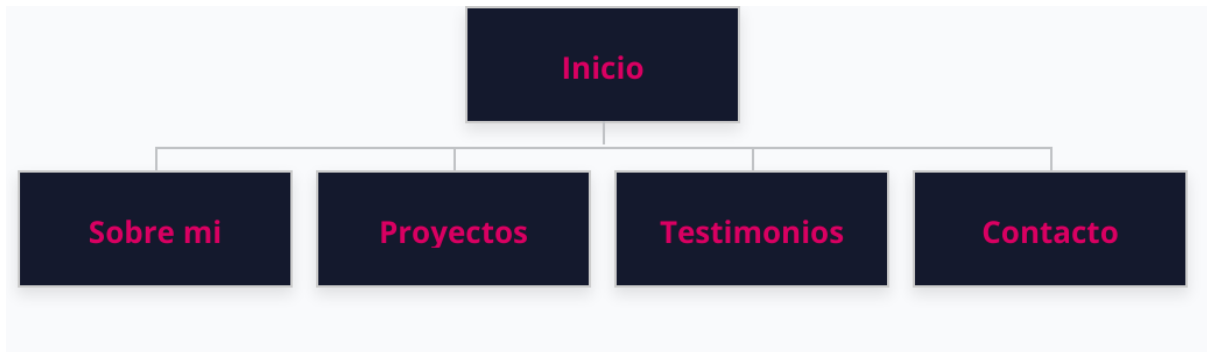 Inicio
Sobre mi
Proyectos
Testimonios
Contacto